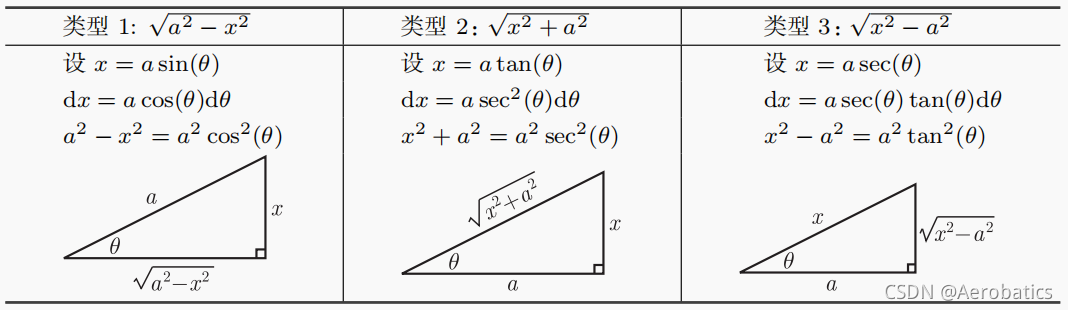 类型 1: √(a² − x²)
设 x = a sin(θ)
dx = a cos(θ)dθ
a² − x² = a² cos²(θ)
a
x
θ
√(a²−x²)
类型 2: √(x² + a²)
设 x = a tan(θ)
dx = a sec²(θ)dθ
x² + a² = a² sec²(θ)
√(x²+a²)
x
θ
a
类型 3: √(x² − a²)
设 x = a sec(θ)
dx = a sec(θ) tan(θ)dθ
x² − a² = a² tan²(θ)
x
√(x²−a²)
θ
a
CSDN @Aerobatics